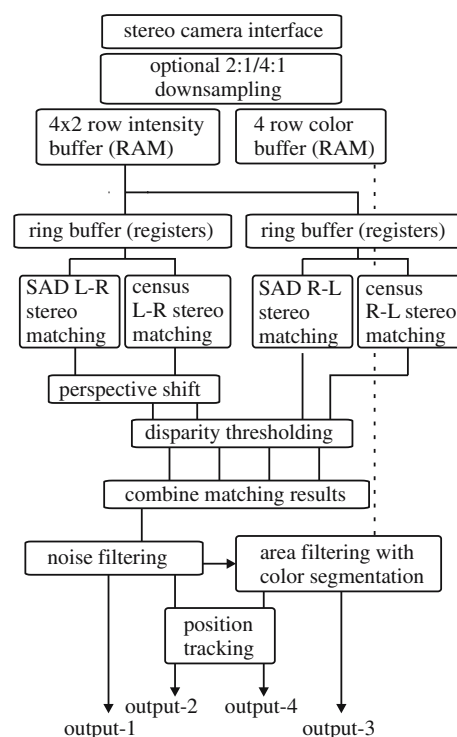 stereo camera interface
optional 2:1/4:1
downsampling
4x2 row intensity
buffer (RAM)
4 row color
buffer (RAM)
ring buffer (registers)
ring buffer (registers)
SAD L-R
stereo
matching
census
L-R stereo
matching
SAD R-L
stereo
matching
census
R-L stereo
matching
perspective shift
disparity thresholding
combine matching results
noise filtering
area filtering with
color segmentation
position
tracking
output-2
output-4
output-1
output-3